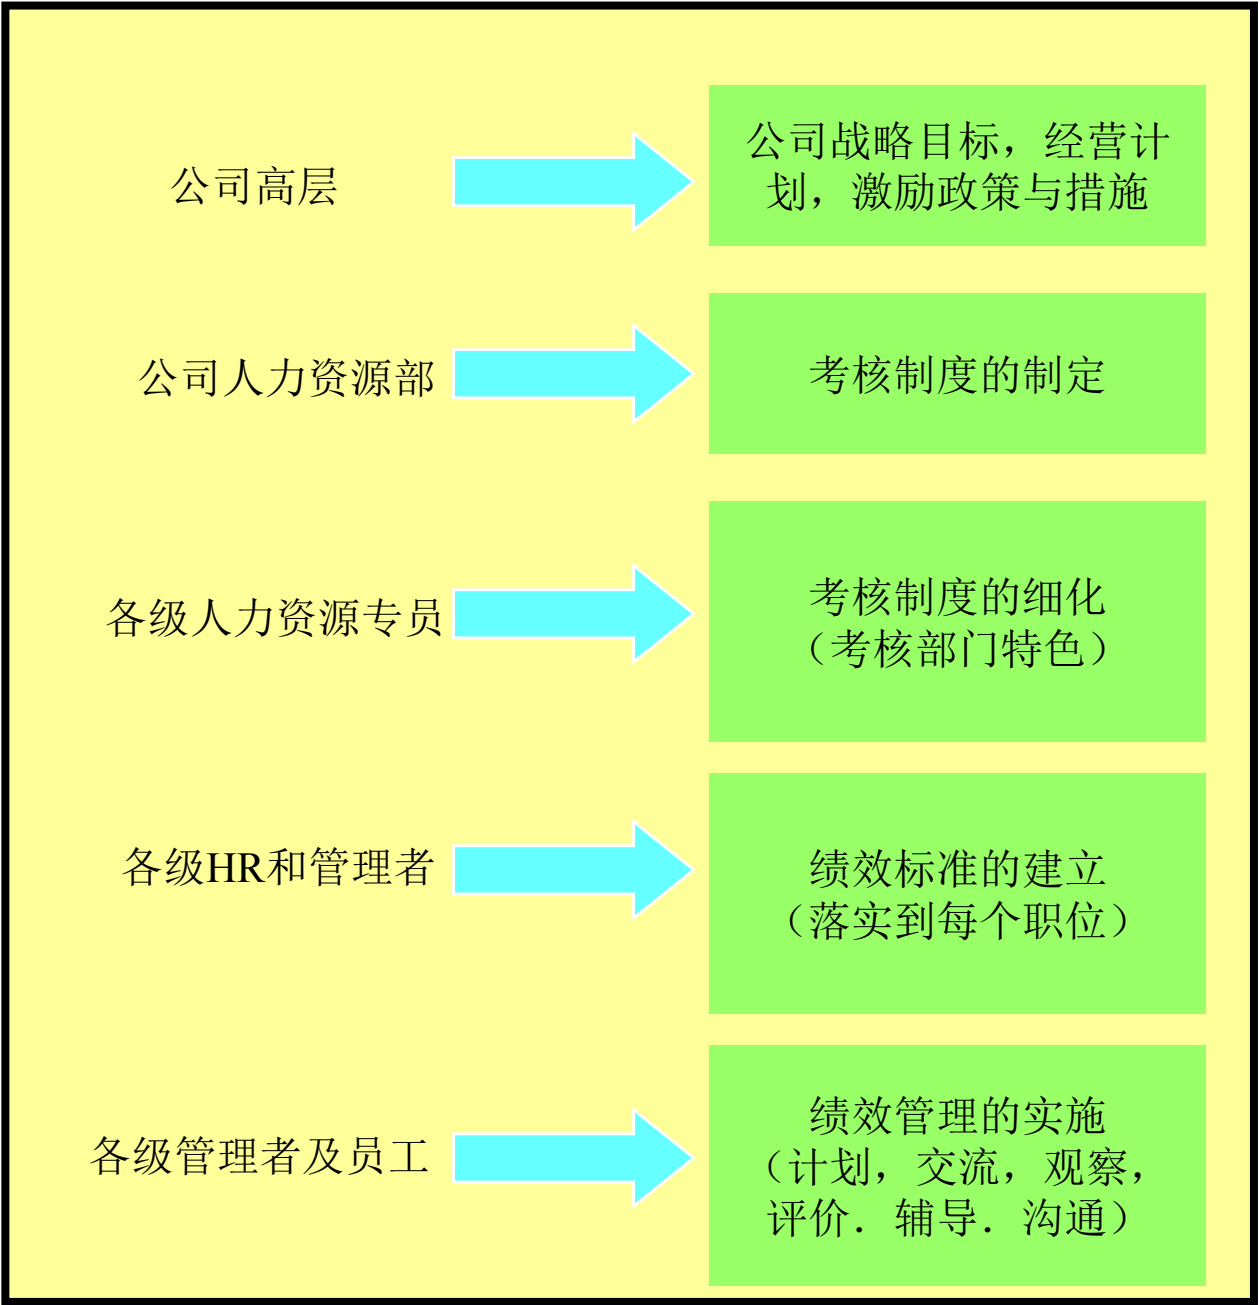 公司高层
公司战略目标，经营计
划，激励政策与措施
公司人力资源部
考核制度的制定
各级人力资源专员
考核制度的细化
（考核部门特色）
各级HR和管理者
绩效标准的建立
（落实到每个职位）
各级管理者及员工
绩效管理的实施
（计划，交流，观察，
评价．辅导．沟通）